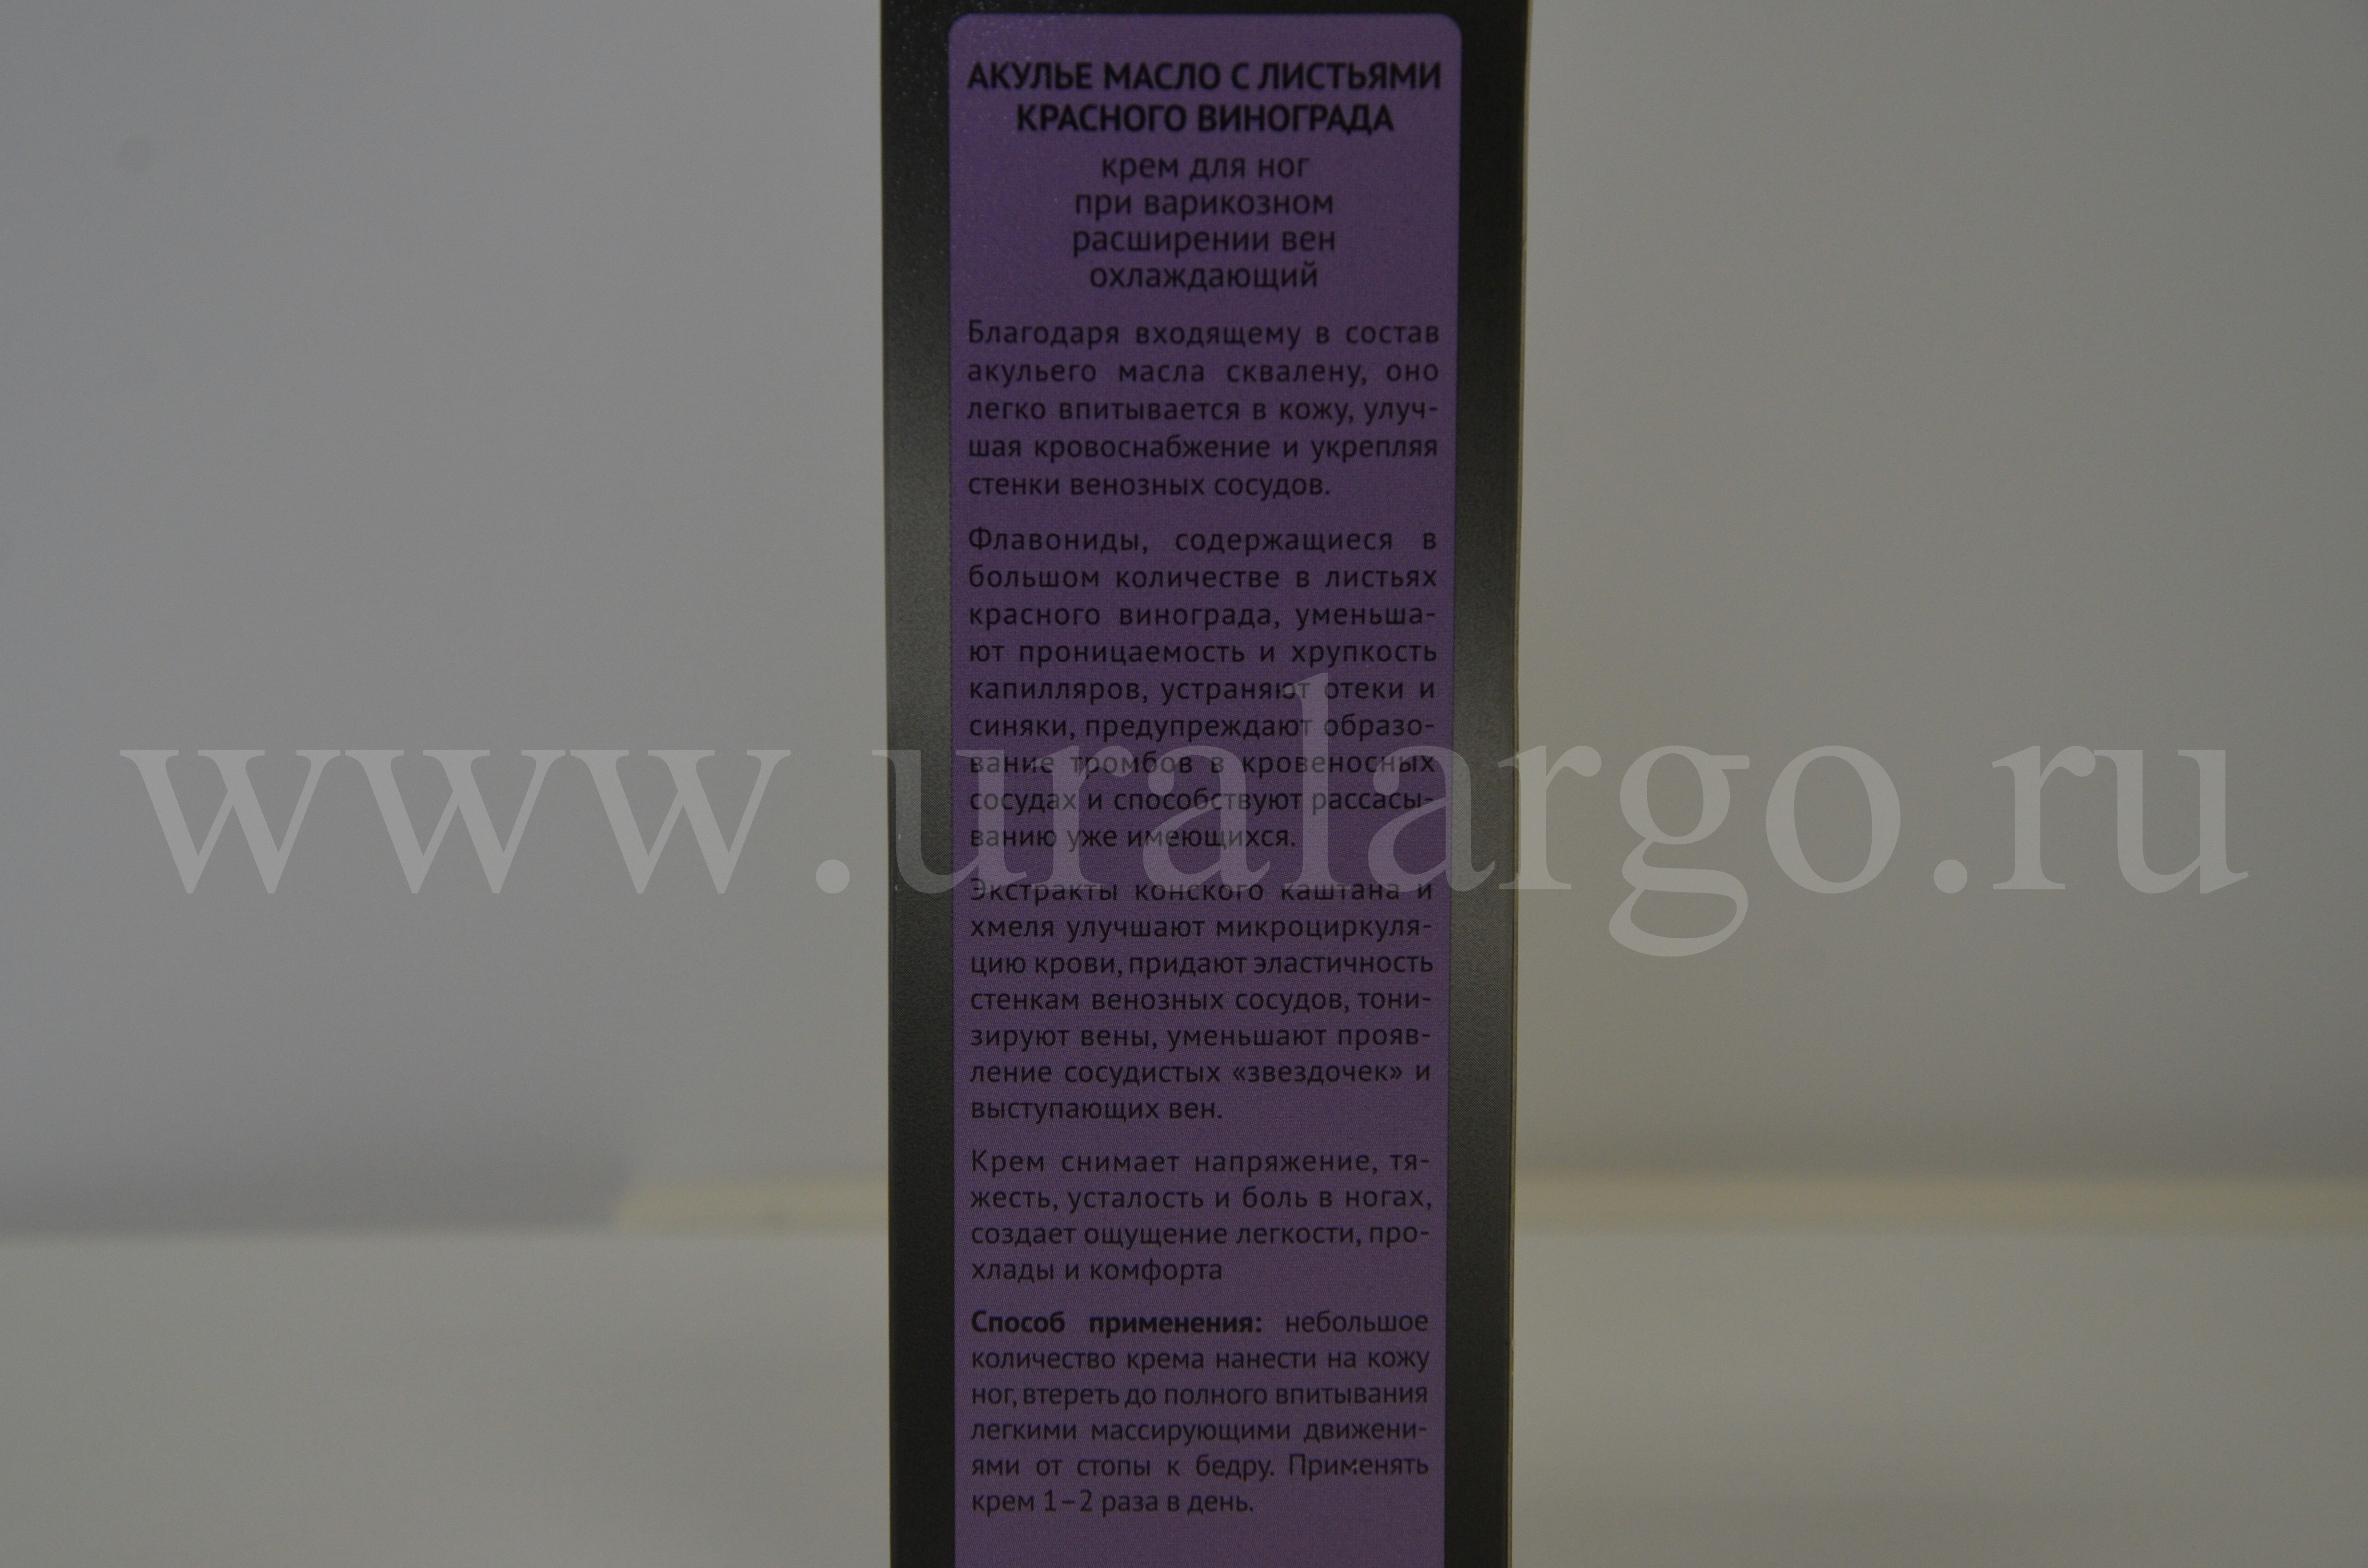 АКУЛЬЕ МАСЛО С ЛИСТЬЯМИ
КРАСНОГО ВИНОГРАДА
крем для ног
при варикозном
расширении вен
охлаждающий
Благодаря входящему в состав
акульего масла сквалену, оно
легко впитывается в кожу, улуч-
шая кровоснабжение и укрепляя
стенки венозных сосудов.
Флавониды, содержащиеся в
большом количестве в листьях
красного винограда, уменьша-
ют проницаемость и хрупкость
капилляров, устраняют отеки и
синяки, предупреждают образо-
вание тромбов в кровеносных
сосудах и способствуют рассасы-
ванию уже имеющихся.
www.uralargo.ru
Экстракты конского каштана и
хмеля улучшают микроциркуля-
цию крови, придают эластичность
стенкам венозных сосудов, тони-
зируют вены, уменьшают прояв-
ление сосудистых «звездочек» и
выступающих вен.
Крем снимает напряжение, тя-
жесть, усталость и боль в ногах,
создает ощущение легкости, про-
хлады и комфорта
Способ применения: небольшое
количество крема нанести на кожу
ног, втереть до полного впитывания
легкими массирующими движени-
ями от стопы к бедру. Применять
крем 1–2 раза в день.